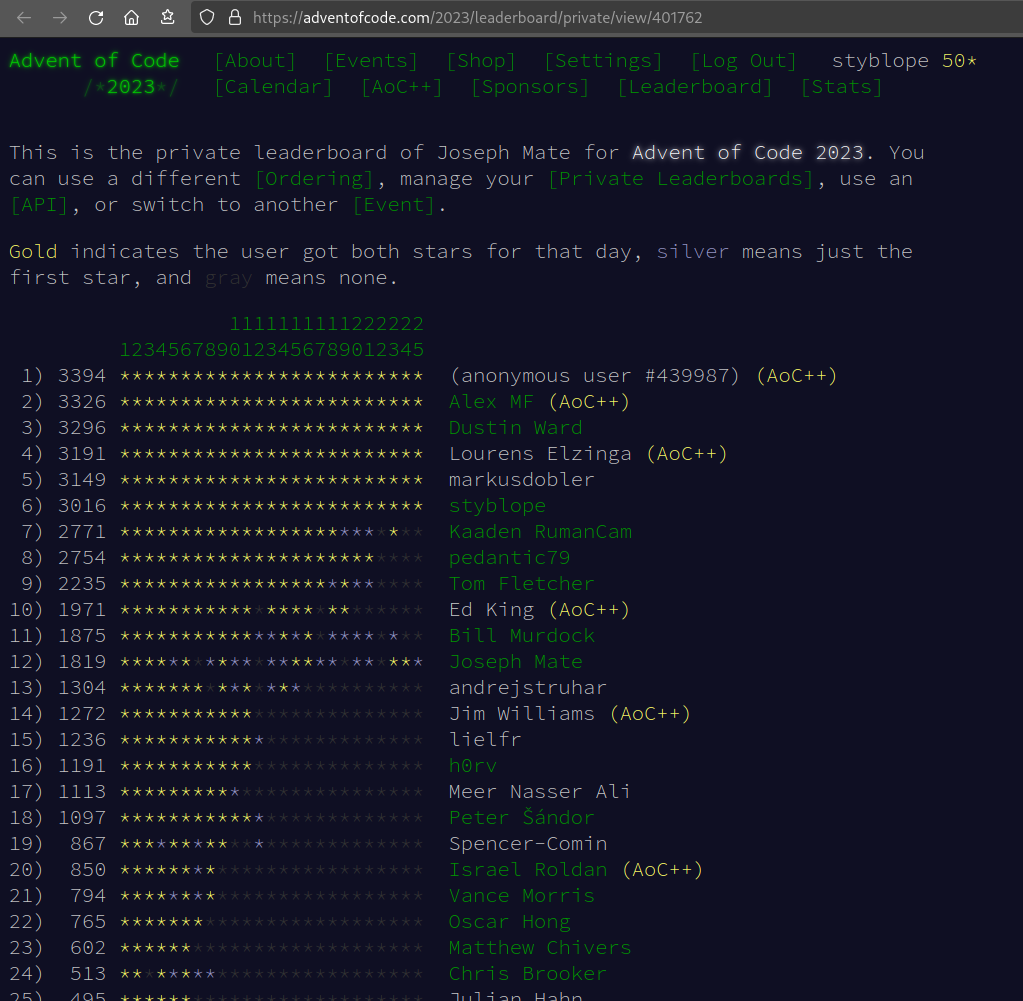 https://adventofcode.com/2023/leaderboard/private/view/401762
Advent of Code [About] [Events] [Shop] [Settings] [Log Out] styblope 50*
/*2023*/ [Calendar] [AoC++] [Sponsors] [Leaderboard] [Stats]
This is the private leaderboard of Joseph Mate for Advent of Code 2023. You
can use a different [Ordering], manage your [Private Leaderboards], use an
[API], or switch to another [Event].
Gold indicates the user got both stars for that day, silver means just the
first star, and gray means none.
1111111111222222
1234567890123456789012345
1) 3394 ************************* (anonymous user #439987) (AoC++)
2) 3326 ************************* Alex MF (AoC++)
3) 3296 ************************* Dustin Ward
4) 3191 ************************* Lourens Elzinga (AoC++)
5) 3149 ************************* markusdobler
6) 3016 ************************* styblope
7) 2771 ************************* Kaaden RumanCam
8) 2754 ************************* pedantic79
9) 2235 ************************* Tom Fletcher
10) 1971 ************************* Ed King (AoC++)
11) 1875 ************************* Bill Murdock
12) 1819 ************************* Joseph Mate
13) 1304 ************************* andrejstruhar
14) 1272 ************************* Jim Williams (AoC++)
15) 1236 ************************* lielfr
16) 1191 ************************* h0rv
17) 1113 ************************* Meer Nasser Ali
18) 1097 ************************* Peter Šándor
19) 867 ************************* Spencer-Comin
20) 850 ************************* Israel Roldan (AoC++)
21) 794 ************************* Vance Morris
22) 765 ************************* Oscar Hong
23) 602 ************************* Matthew Chivers
24) 513 ************************* Chris Brooker
25) 495 ************************* Julian Hahn